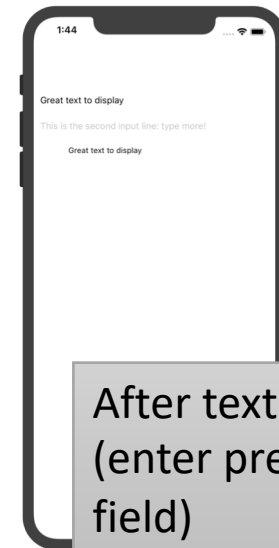 1:44
Great text to display
This is the second input line: type more!
Great text to display
After text
(enter pre
field)